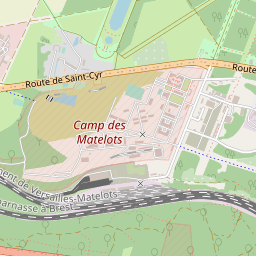 Route de Saint-Cyr
Route
Camp des
Matelots
ment de Versailles-Matelots
arnasse à Brest